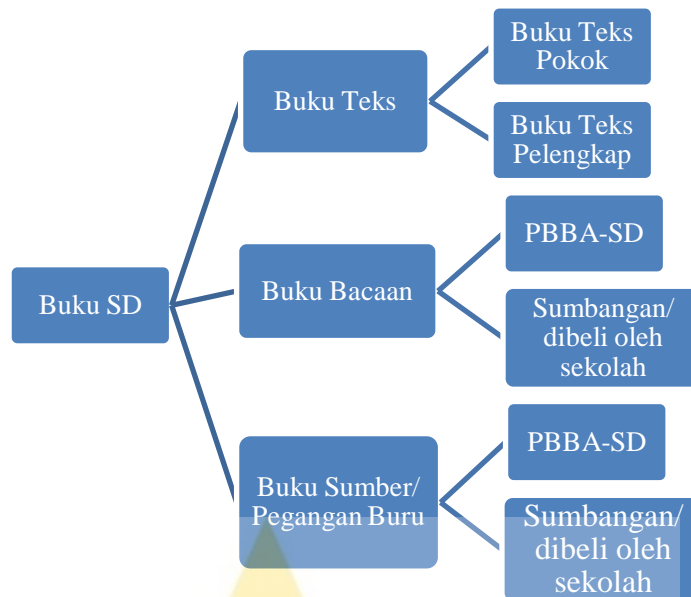 Buku SD
Buku Teks
Buku Teks
Pokok
Buku Teks
Pelengkap
Buku Bacaan
PBBA-SD
Sumbangan/
dibeli oleh
sekolah
Buku Sumber/
Pegangan Buru
PBBA-SD
Sumbangan/
dibeli oleh
sekolah